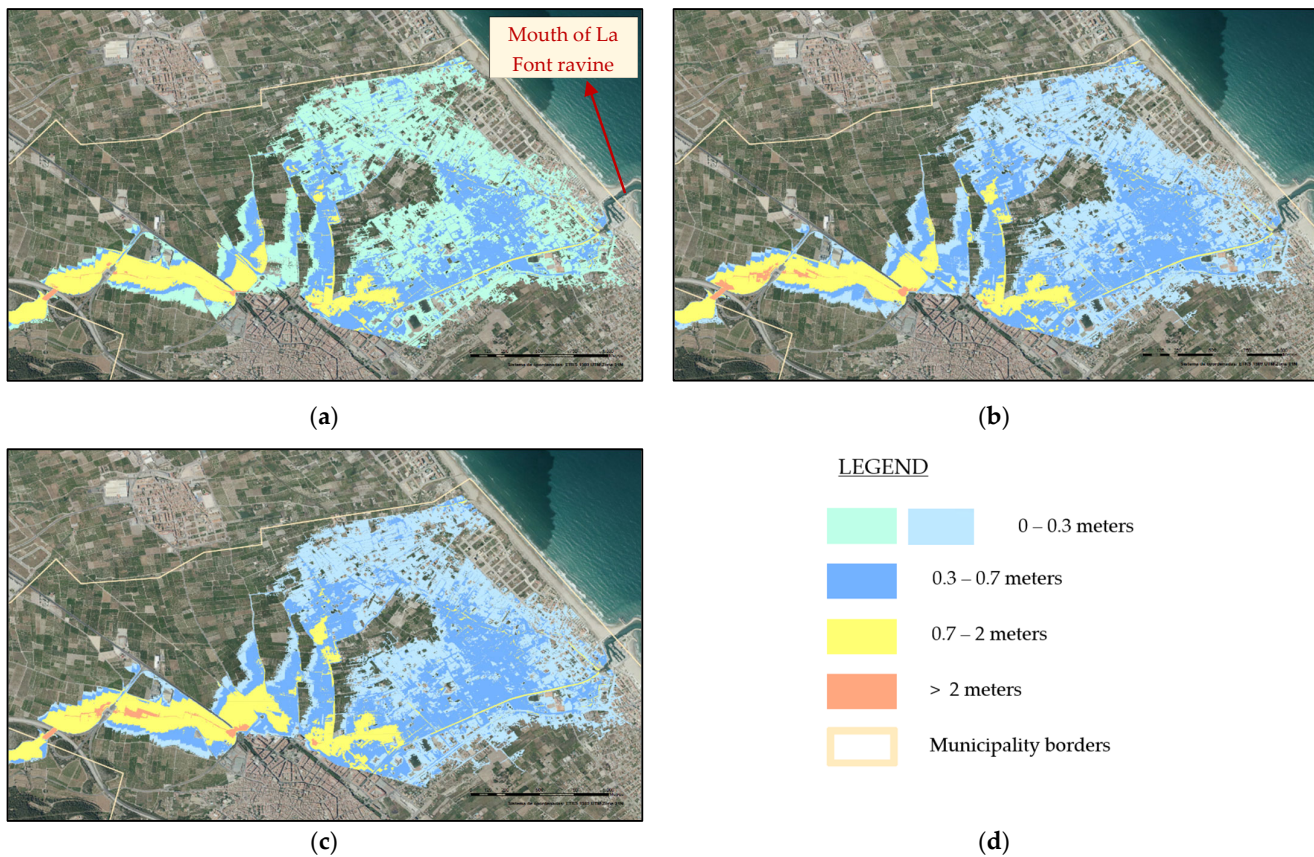 Mouth of La
Font ravine
(a)
(b)
(c)
LEGEND
0 – 0.3 meters
0.3 – 0.7 meters
0.7 – 2 meters
> 2 meters
Municipality borders
(d)